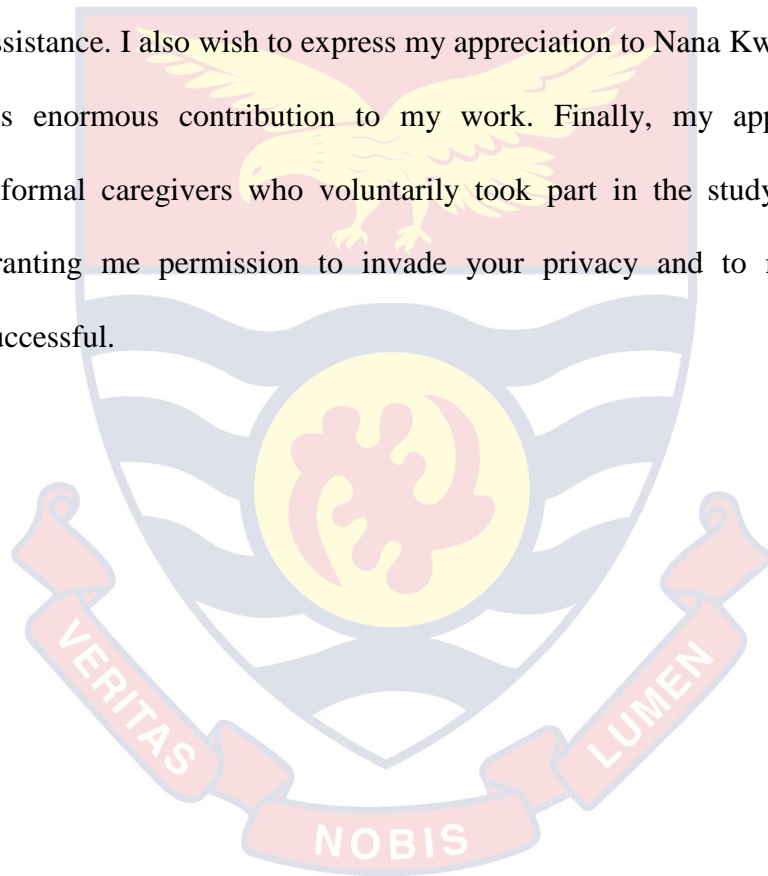 ssistance. I also wish to express my appreciation to Nana Kw
s enormous contribution to my work. Finally, my app
formal caregivers who voluntarily took part in the study
ranting me permission to invade your privacy and to
uccessful.
VERITAS
NOBIS
LUMEN